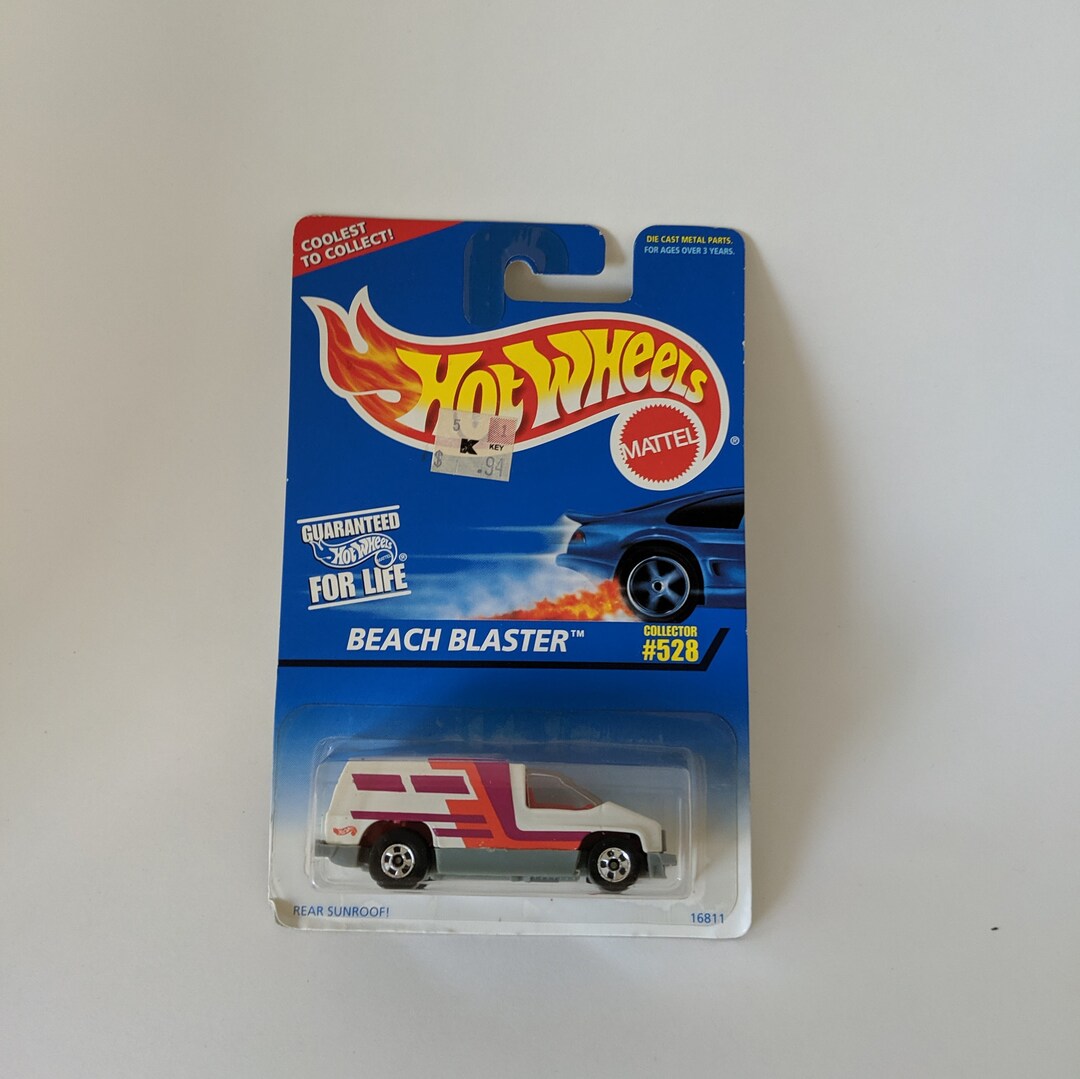 COOLEST
TO COLLECT!
DIE CAST METAL PARTS.
FOR AGES OVER 3 YEARS.
HOT WHEELS
MATTEL
®
5 1
K KEY
$ .94
GUARANTEED
HOT WHEELS
®
FOR LIFE
BEACH BLASTER™
COLLECTOR
#528
REAR SUNROOF!
16811